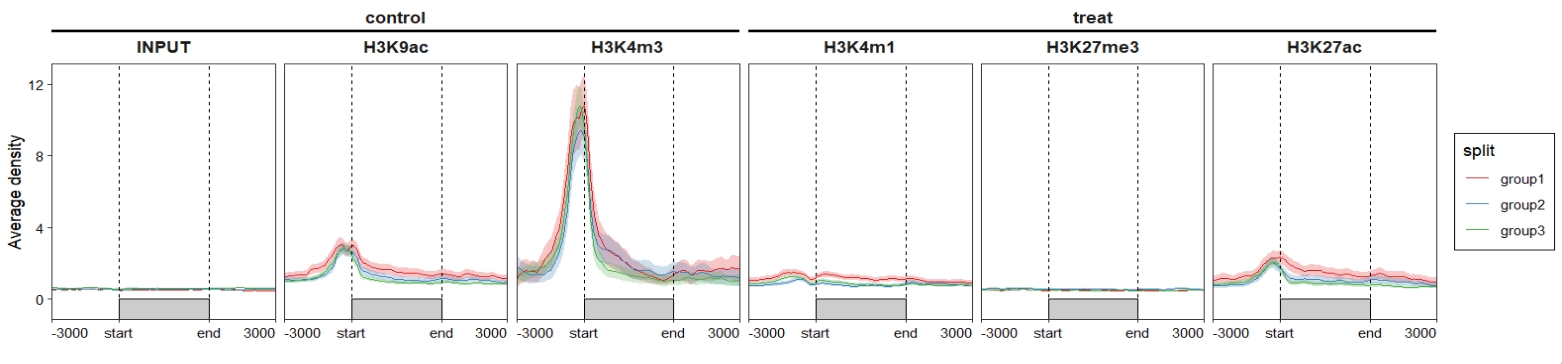 control treat
INPUT H3K9ac H3K4m3 H3K4m1 H3K27me3 H3K27ac
12
8
4
0
Average density
-3000 start end 3000 -3000 start end 3000 -3000 start end 3000 -3000 start end 3000 -3000 start end 3000 -3000 start end 3000
split
group1
group2
group3